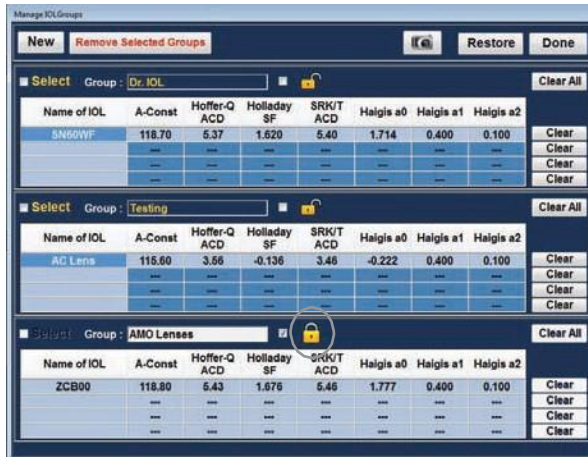 Manage IOLGroups
New Remove Selected Groups Restore Done
Select Group : Dr. IOL Clear All
Name of IOL A-Const Hoffer-Q ACD Holladay SF SRK/T ACD Haigis a0 Haigis a1 Haigis a2
SN60WF 118.70 5.37 1.620 5.40 1.714 0.400 0.100 Clear
--- --- --- --- --- --- --- Clear
--- --- --- --- --- --- --- Clear
--- --- --- --- --- --- --- Clear
Select Group : Testing Clear All
Name of IOL A-Const Hoffer-Q ACD Holladay SF SRK/T ACD Haigis a0 Haigis a1 Haigis a2
AC Lens 115.60 3.56 -0.136 3.46 -0.222 0.400 0.100 Clear
--- --- --- --- --- --- --- Clear
--- --- --- --- --- --- --- Clear
--- --- --- --- --- --- --- Clear
Select Group : AMO Lenses Clear All
Name of IOL A-Const Hoffer-Q ACD Holladay SF SRK/T ACD Haigis a0 Haigis a1 Haigis a2
ZCB00 118.80 5.43 1.676 5.46 1.777 0.400 0.100 Clear
--- --- --- --- --- --- --- Clear
--- --- --- --- --- --- --- Clear
--- --- --- --- --- --- --- Clear